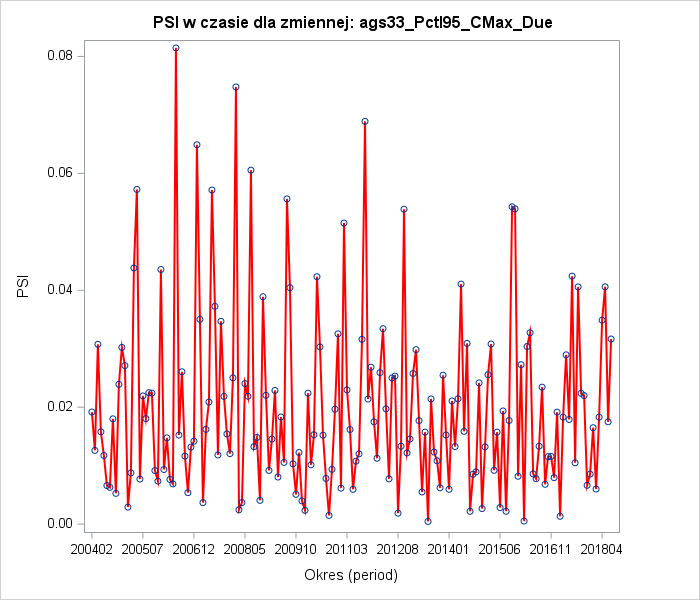 PSI w czasie dla zmiennej: ags33_Pctl95_CMax_Due
0.08
0.06
0.04
0.02
0.00
PSI
200402 200507 200612 200805 200910 201103 201208 201401 201506 201611 201804
Okres (period)